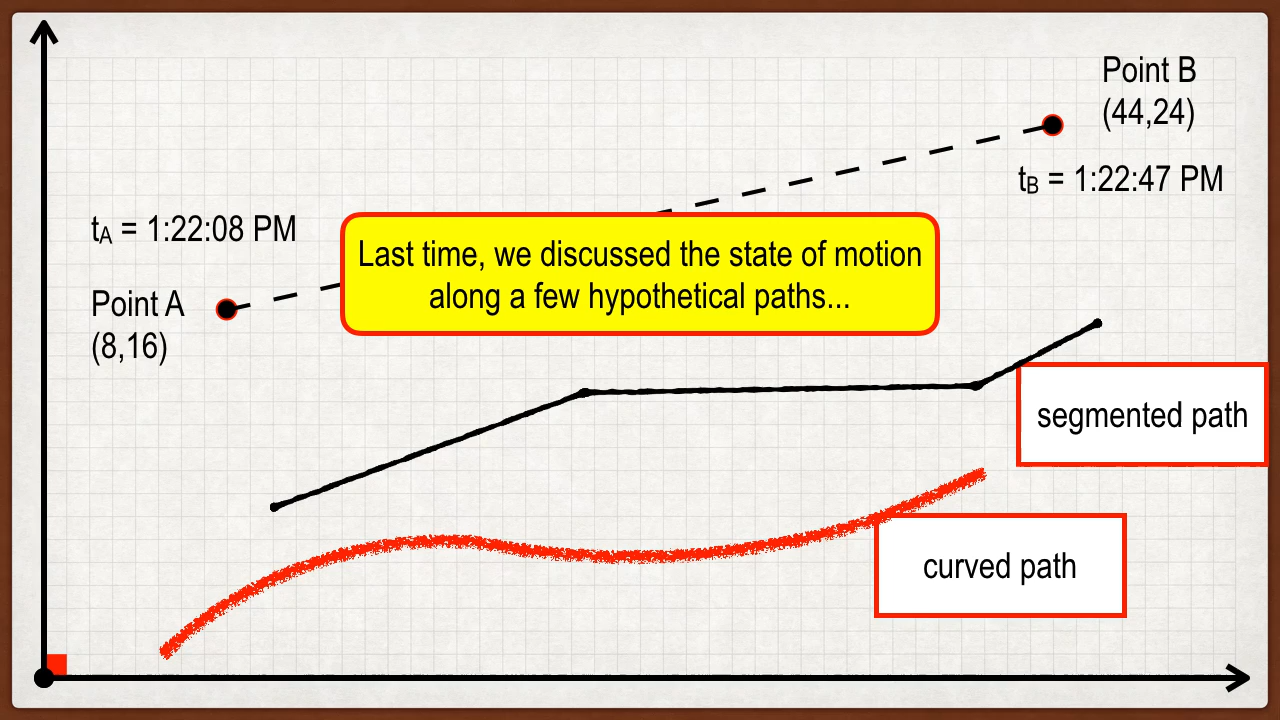 Point B
(44,24)
tB = 1:22:47 PM
tA = 1:22:08 PM
Last time, we discussed the state of motion
along a few hypothetical paths...
Point A
(8,16)
segmented path
curved path